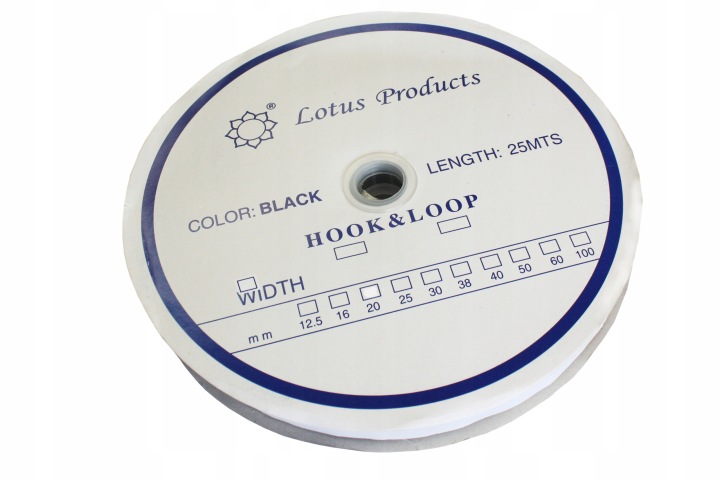 ® Lotus Products
COLOR: BLACK LENGTH: 25MTS
HOOK&LOOP
WiDTH
mm 12.5 16 20 25 30 38 40 50 60 100